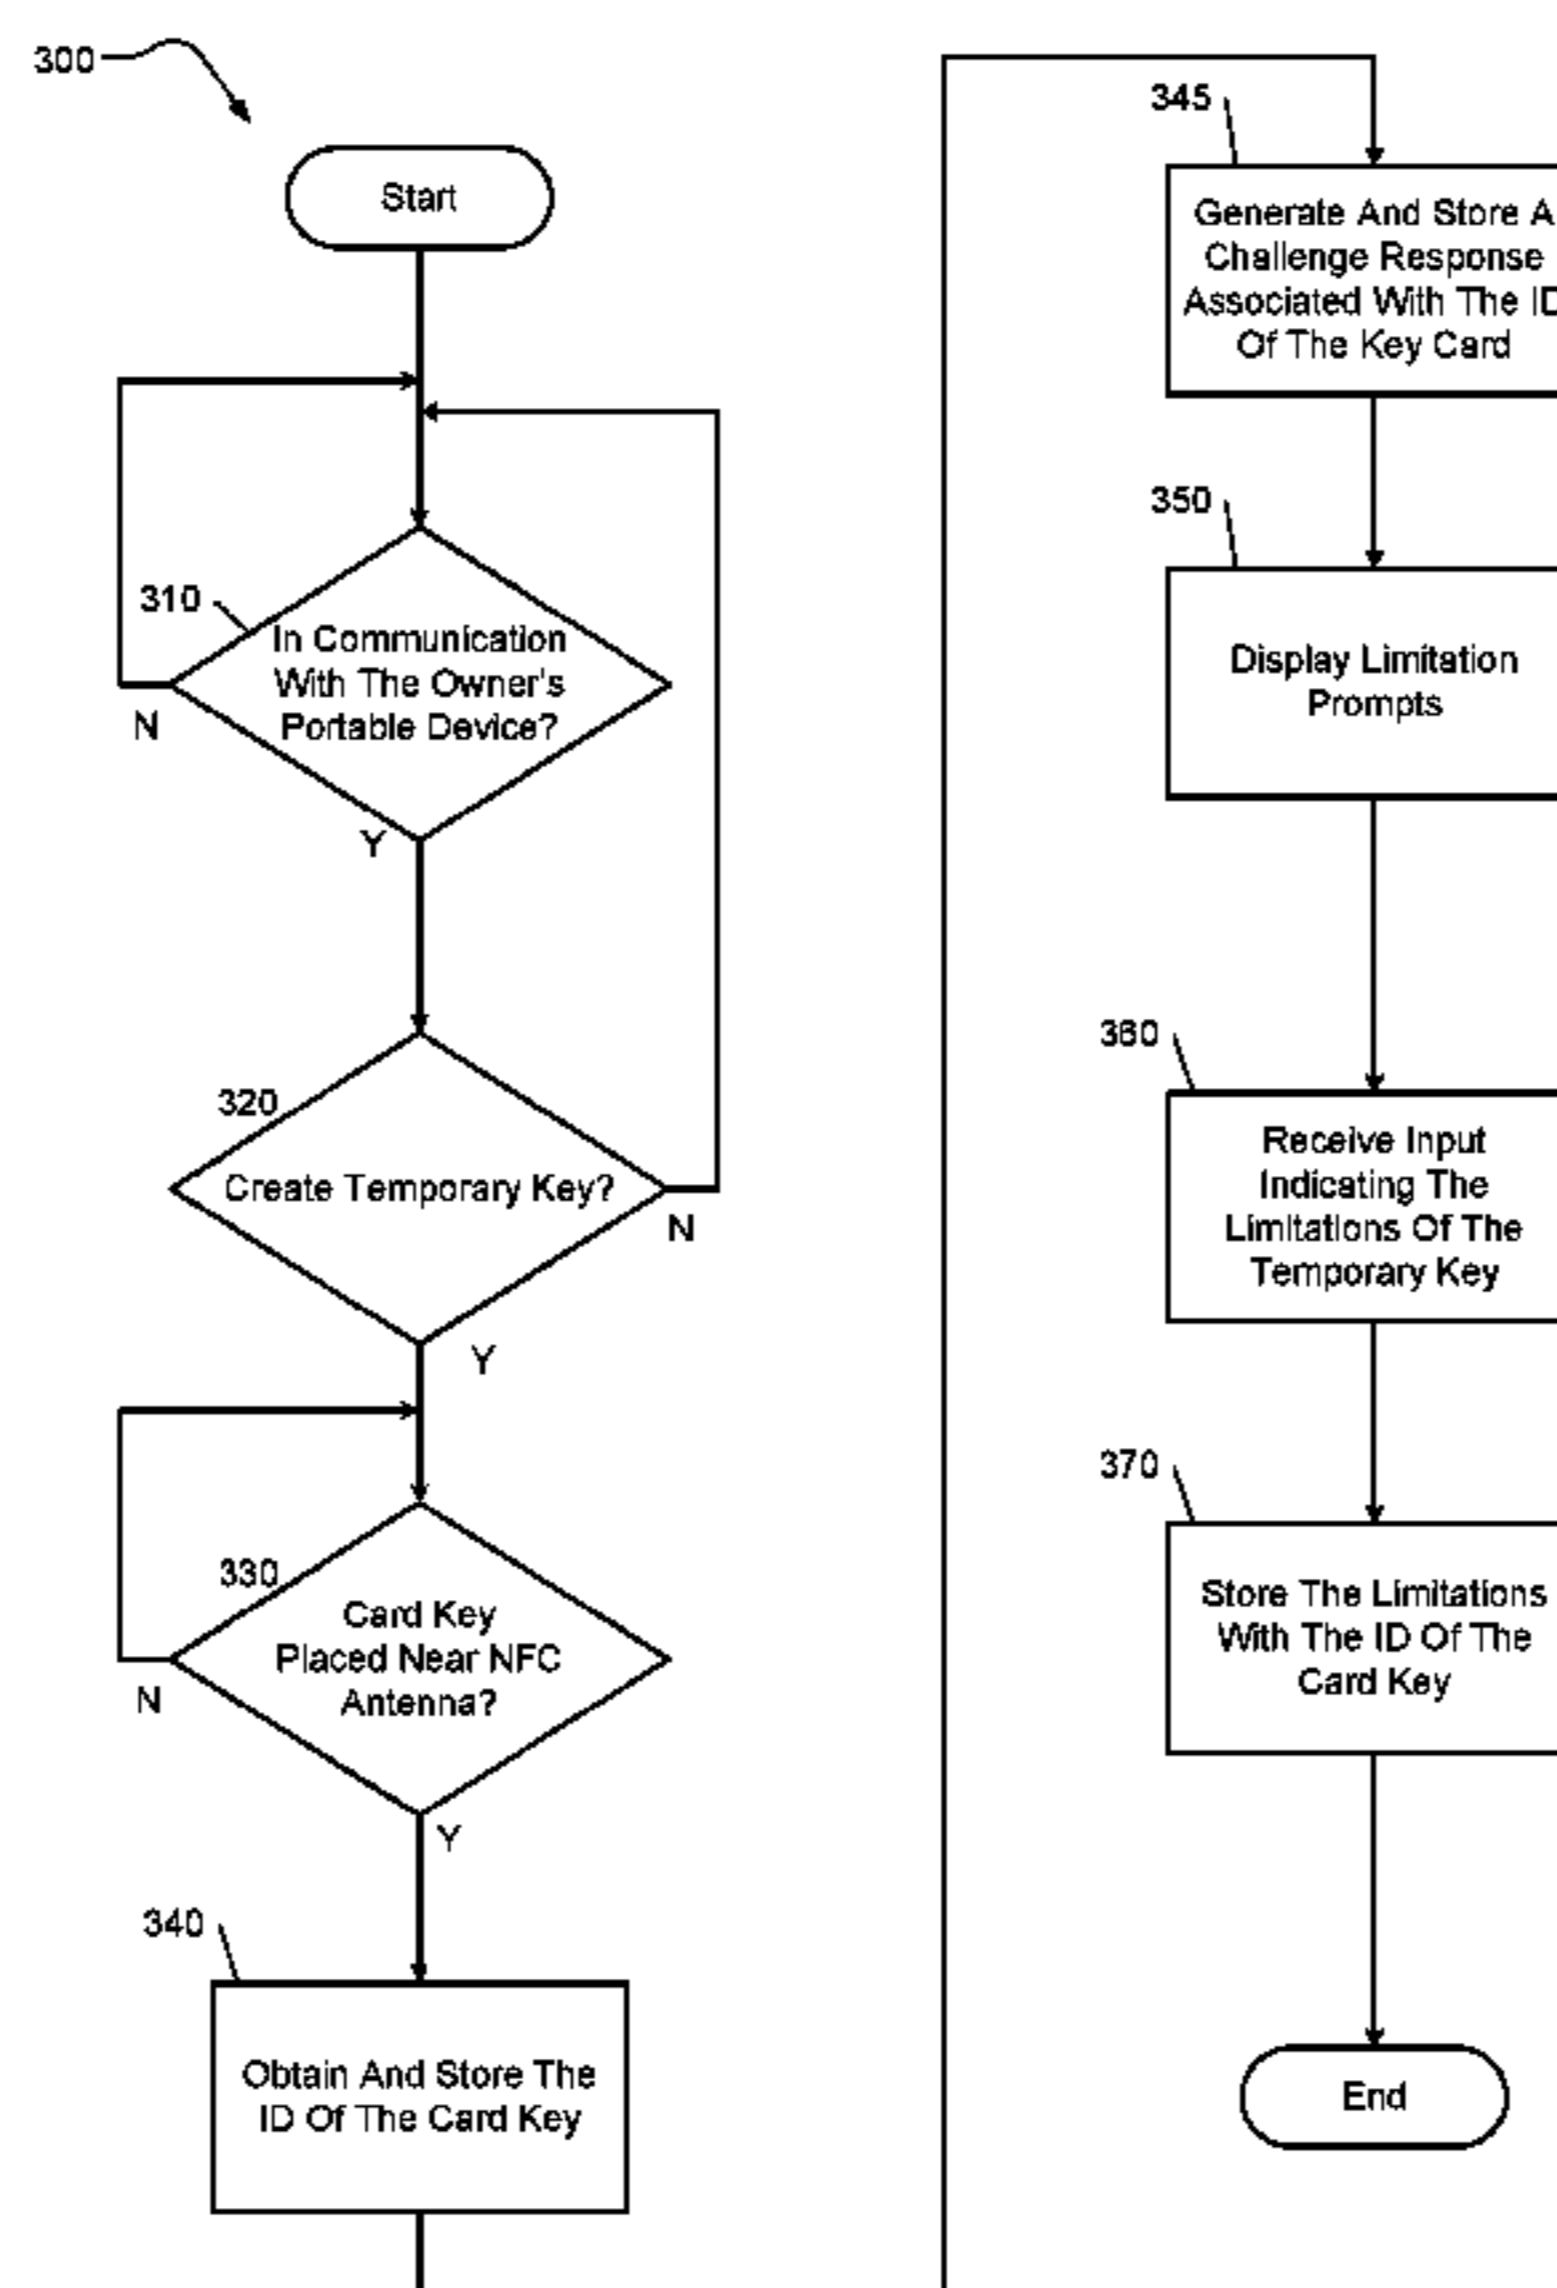 300
Start
310
In Communication
With The Owner's
Portable Device?
N
Y
320
Create Temporary Key?
N
Y
330
Card Key
Placed Near NFC
Antenna?
N
Y
340
Obtain And Store The
ID Of The Card Key
345
Generate And Store A
Challenge Response
Associated With The ID
Of The Key Card
350
Display Limitation
Prompts
360
Receive Input
Indicating The
Limitations Of The
Temporary Key
370
Store The Limitations
With The ID Of The
Card Key
End